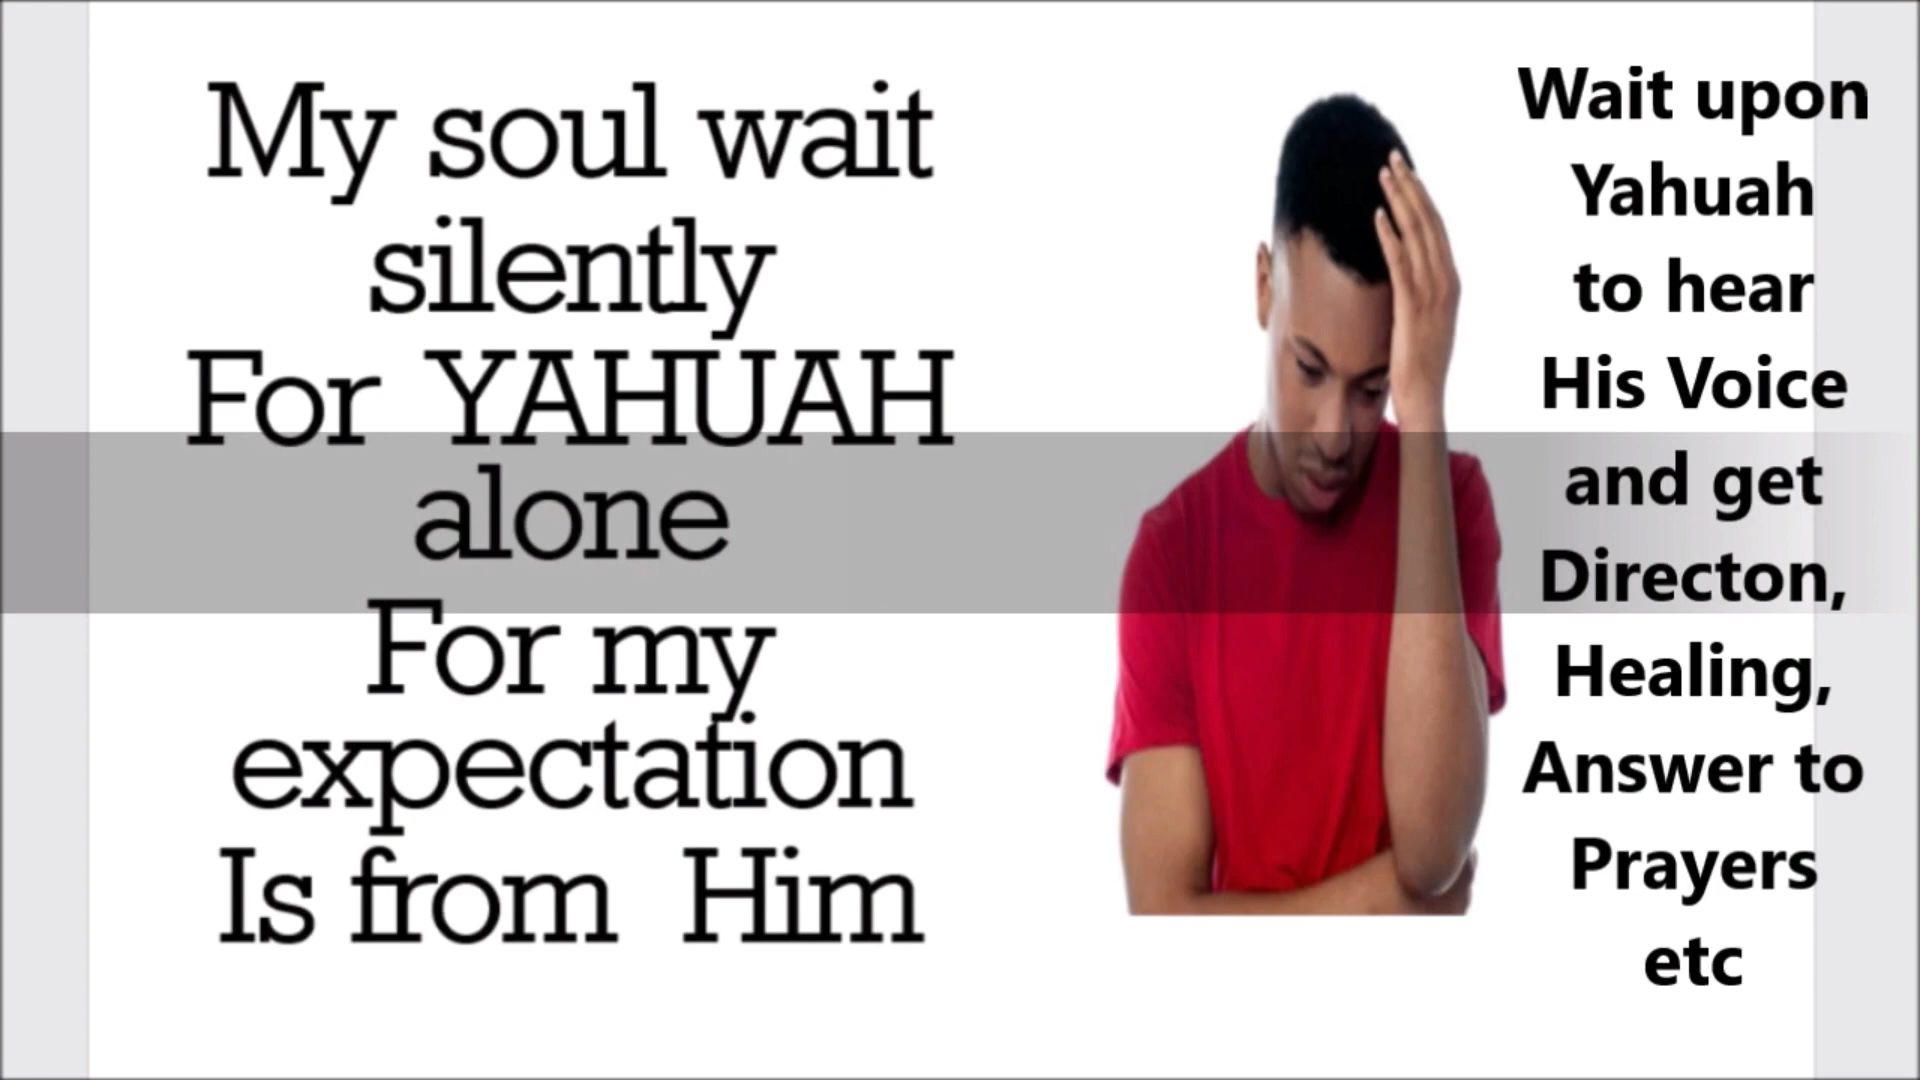 My soul wait
silently
For YAHUAH
alone
For my
expectation
Is from Him
Wait upon
Yahuah
to hear
His Voice
and get
Directon,
Healing,
Answer to
Prayers
etc